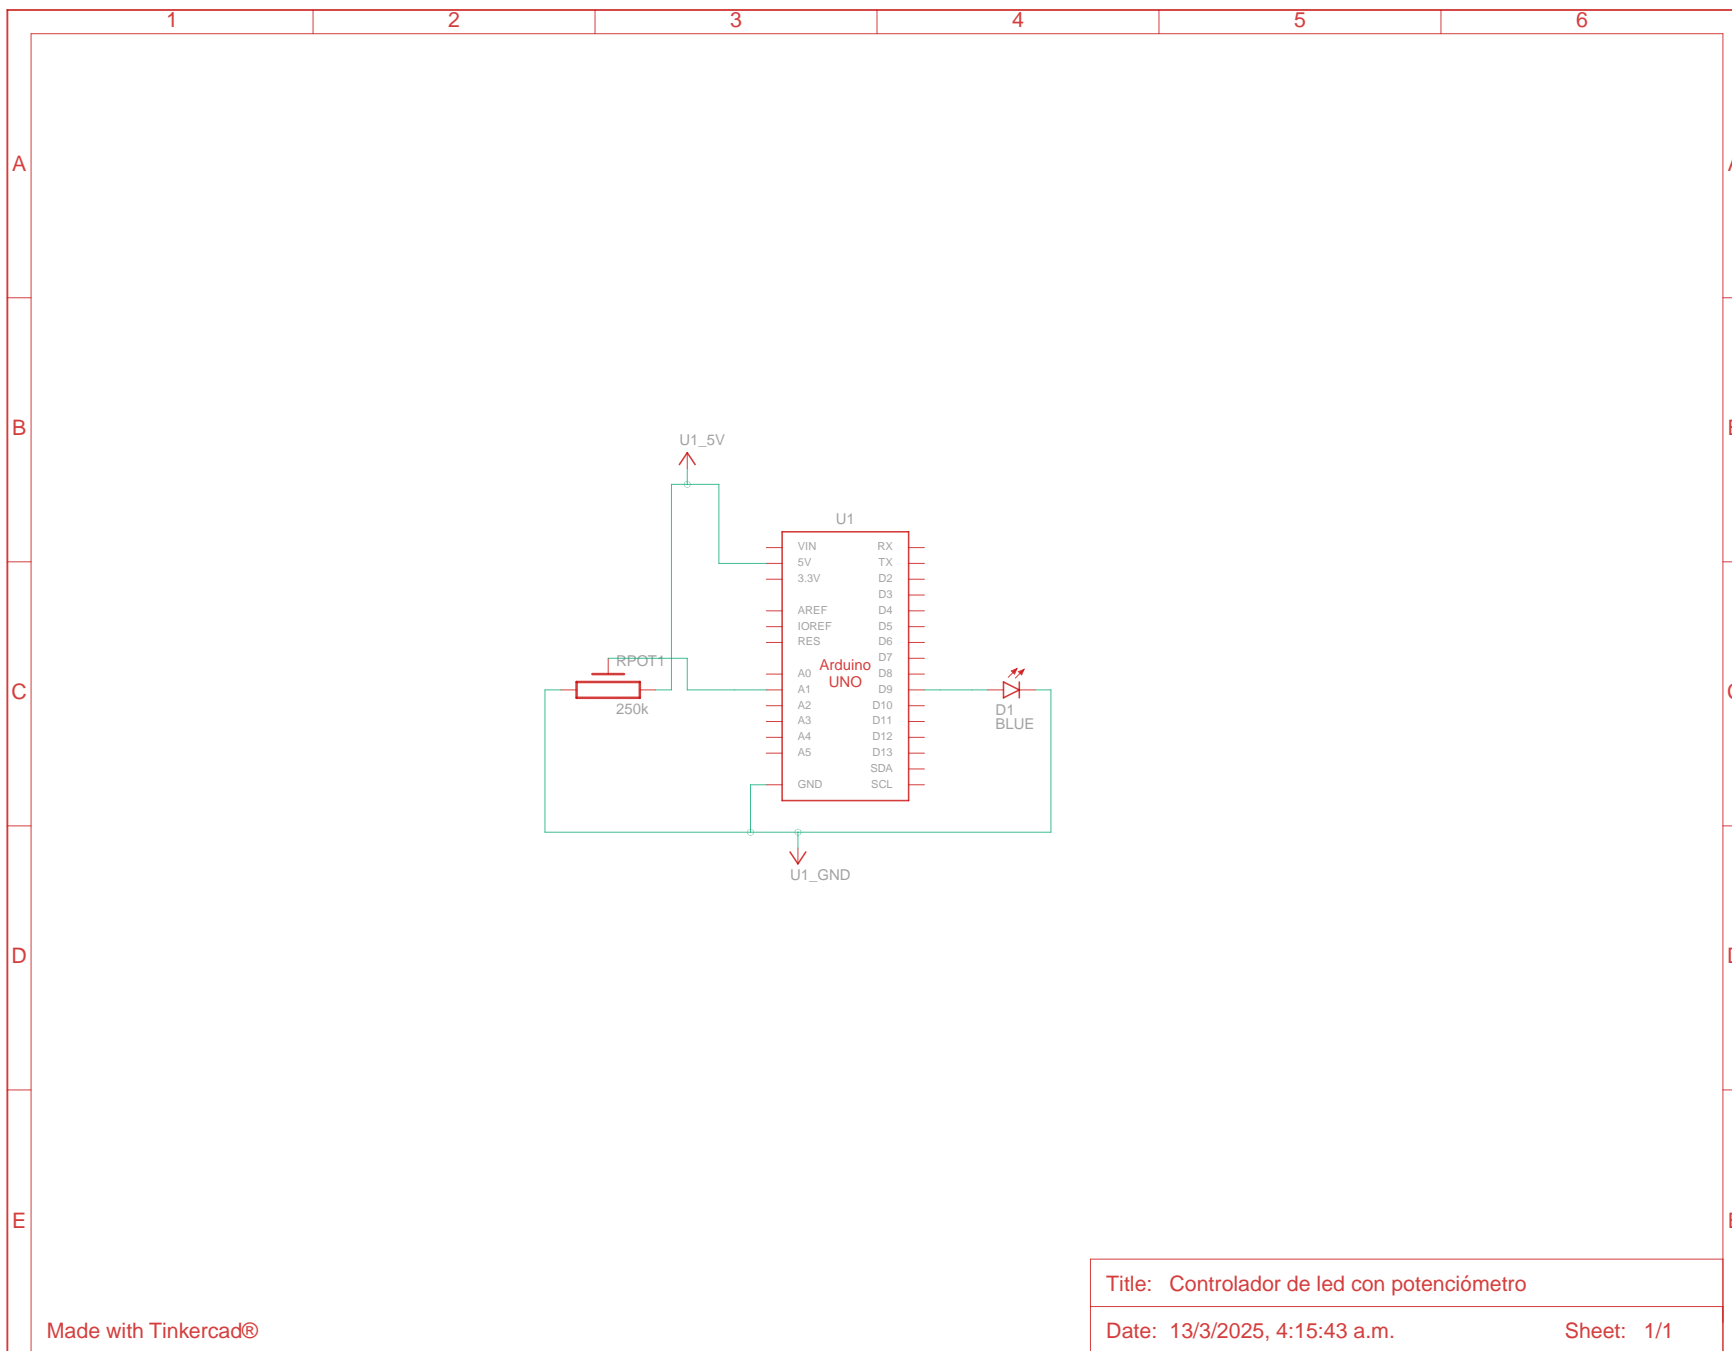 1 2 3 4 5 6
A
A
B
U1_5V
U1
VIN RX
5V TX
3.3V D2
D3
AREF D4
IOREF D5
RES D6
D7
RPOT1
Arduino
UNO
A0 D8
C
A1 D9
250k
A2 D10
A3 D11
A4 D12
A5 D13
SDA
GND SCL
D1
BLUE
U1_GND
D
E
Title: Controlador de led con potenciómetro
Made with Tinkercad®
Date: 13/3/2025, 4:15:43 a.m. Sheet: 1/1